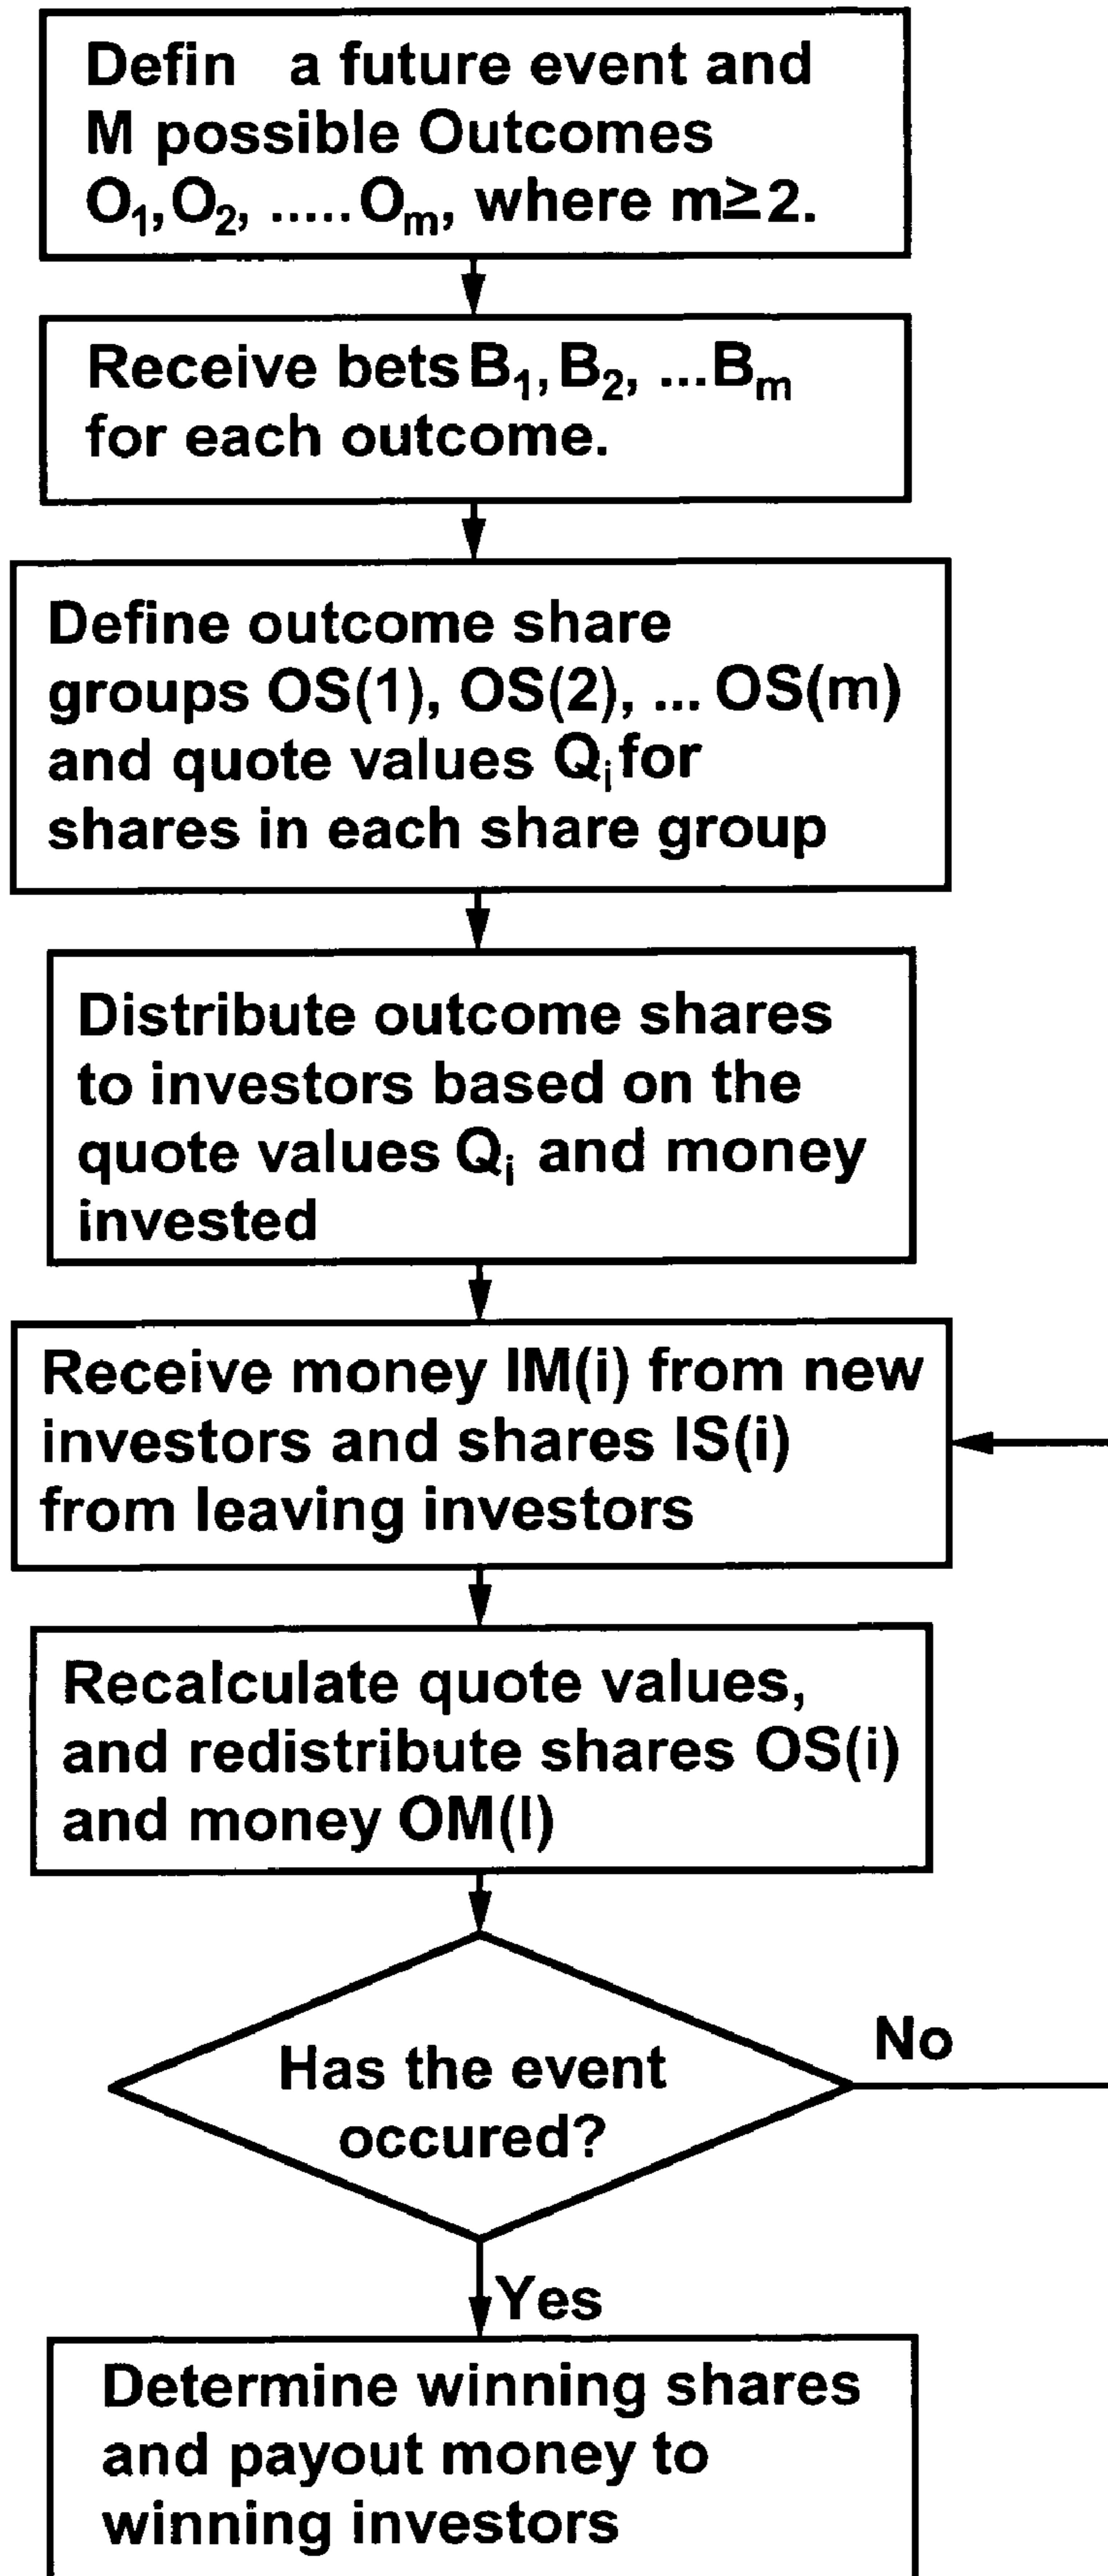 Defin a future event and
M possible Outcomes
O₁,O₂, .....Oₘ, where m≥2.
Receive bets B₁, B₂, ...Bₘ
for each outcome.
Define outcome share
groups OS(1), OS(2), ... OS(m)
and quote values Qᵢ for
shares in each share group
Distribute outcome shares
to investors based on the
quote values Qᵢ and money
invested
Receive money IM(i) from new
investors and shares IS(i)
from leaving investors
Recalculate quote values,
and redistribute shares OS(i)
and money OM(I)
Has the event
occured?
No
Yes
Determine winning shares
and payout money to
winning investors